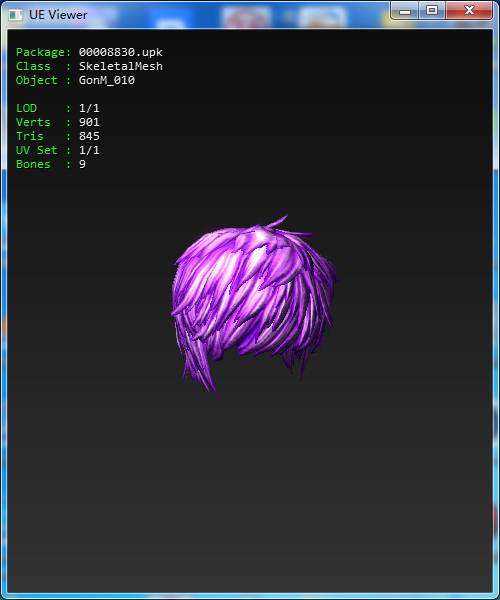 UE Viewer
Package: 00008830.upk
Class : SkeletalMesh
Object : GonM_010
LOD : 1/1
Verts : 901
Tris : 845
UV Set : 1/1
Bones : 9